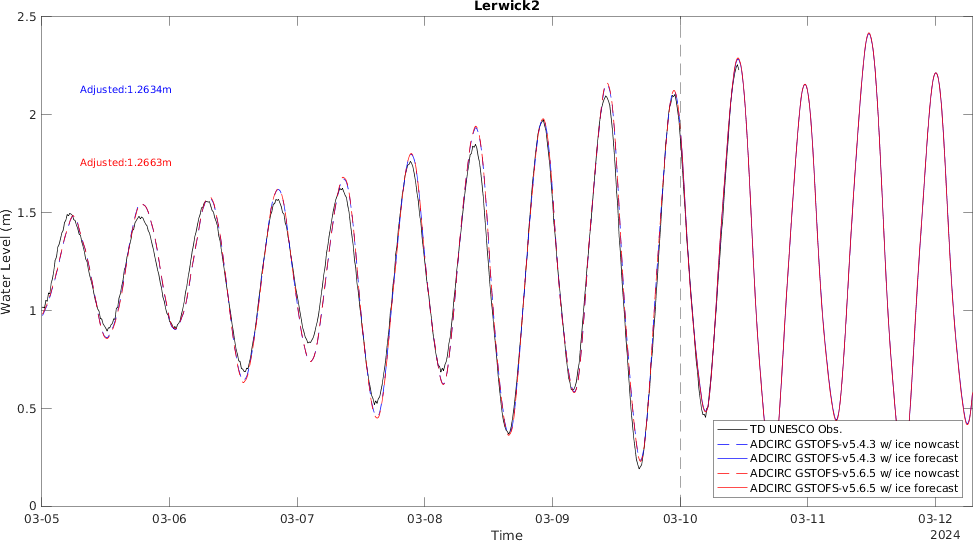 Lerwick2
2.5
2
1.5
1
0.5
0
Water Level (m)
Adjusted:1.2634m
Adjusted:1.2663m
TD UNESCO Obs.
ADCIRC GSTOFS-v5.4.3 w/ ice nowcast
ADCIRC GSTOFS-v5.4.3 w/ ice forecast
ADCIRC GSTOFS-v5.6.5 w/ ice nowcast
ADCIRC GSTOFS-v5.6.5 w/ ice forecast
03-05 03-06 03-07 03-08 03-09 03-10 03-11 03-12
Time 2024